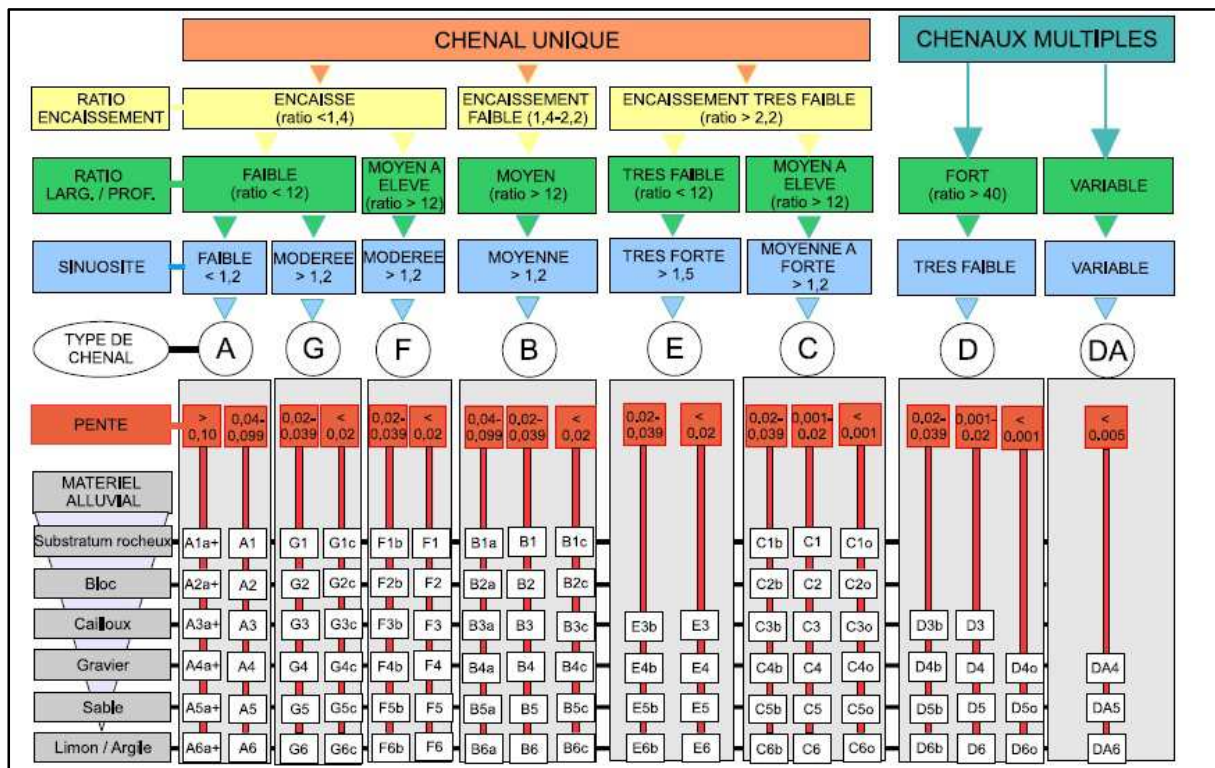 CHENAL UNIQUE
CHENAUX MULTIPLES
RATIO
ENCAISSEMENT
ENCAISSE
(ratio <1,4)
ENCAISSEMENT
FAIBLE (1,4-2,2)
ENCAISSEMENT TRES FAIBLE
(ratio > 2,2)
RATIO
LARG. / PROF.
FAIBLE
(ratio < 12)
MOYEN A
ELEVE
(ratio > 12)
MOYEN
(ratio > 12)
TRES FAIBLE
(ratio < 12)
MOYEN A
ELEVE
(ratio > 12)
FORT
(ratio > 40)
VARIABLE
SINUOSITE
FAIBLE
< 1,2
MODEREE
> 1,2
MODEREE
> 1,2
MOYENNE
> 1,2
TRES FORTE
> 1,5
MOYENNE A
FORTE
> 1,2
TRES FAIBLE
VARIABLE
TYPE DE
CHENAL
A
G
F
B
E
C
D
DA
PENTE
>
0,10
0,04-
0,099
0,02-
0,039
<
0,02
0,02-
0,039
<
0,02
0,04-
0,099
0,02-
0,039
<
0,02
0,02-
0,039
<
0,02
0,02-
0,039
0,001-
0,02
<
0,001
0,02-
0,039
0,001-
0,02
<
0.001
<
0.005
MATERIEL
ALLUVIAL
Substratum rocheux A1a+ A1 G1 G1c F1b F1 B1a B1 B1c C1b C1 C1o
Bloc A2a+ A2 G2 G2c F2b F2 B2a B2 B2c C2b C2 C2o
Cailloux A3a+ A3 G3 G3c F3b F3 B3a B3 B3c E3b E3 C3b C3 C3o D3b D3
Gravier A4a+ A4 G4 G4c F4b F4 B4a B4 B4c E4b E4 C4b C4 C4o D4b D4 D4o DA4
Sable A5a+ A5 G5 G5c F5b F5 B5a B5 B5c E5b E5 C5b C5 C5o D5b D5 D5o DA5
Limon / Argile A6a+ A6 G6 G6c F6b F6 B6a B6 B6c E6b E6 C6b C6 C6o D6b D6 D6o DA6